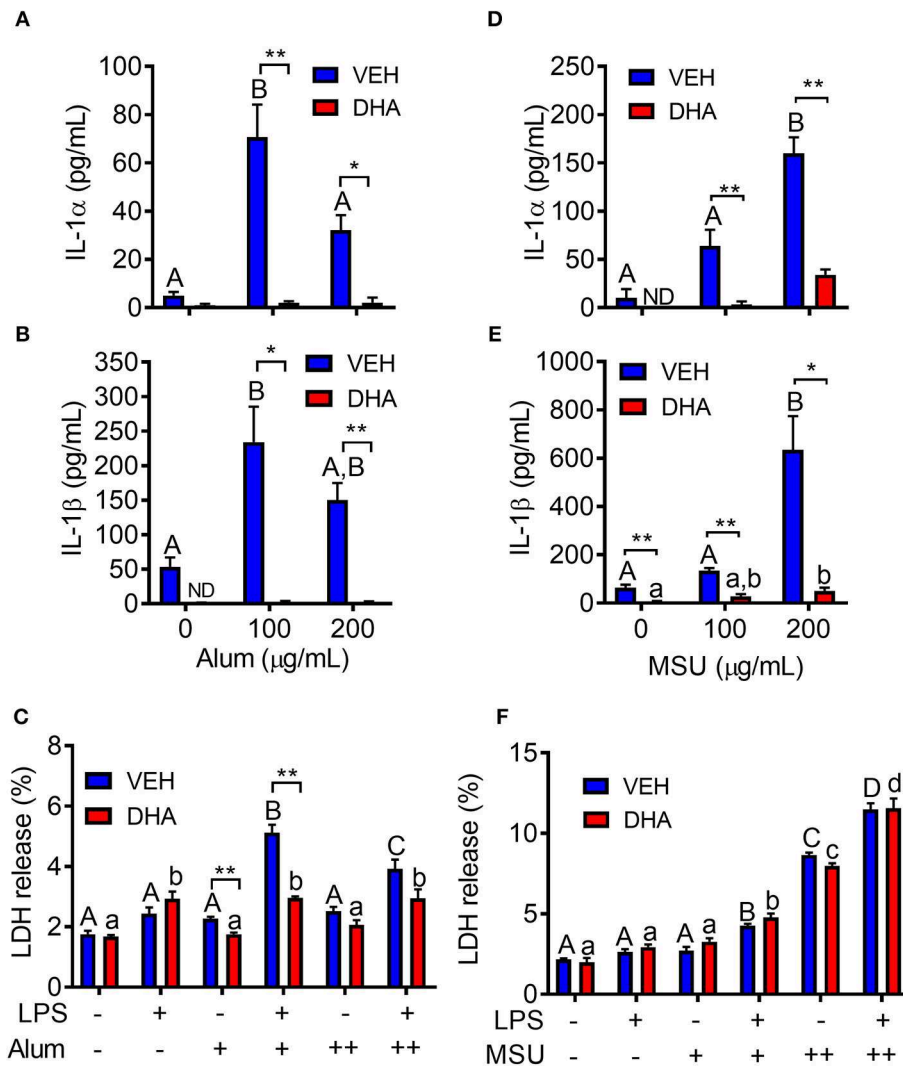 A
IL-1α (pg/mL)
100
80
60
40
20
0
VEH
DHA
A
B
**
A
*
B
IL-1β (pg/mL)
350
300
250
200
150
100
50
0
VEH
DHA
A
ND
B
*
A,B
**
0 100 200
Alum (μg/mL)
C
LDH release (%)
8
6
4
2
0
VEH
DHA
A a
A b
**
A a
**
B b
A a
C b
LPS - + - + - +
Alum - - + + ++ ++
D
IL-1α (pg/mL)
250
200
150
100
50
0
VEH
DHA
A
ND
A
**
B
**
E
IL-1β (pg/mL)
1000
800
600
400
200
0
VEH
DHA
**
A a
**
A a,b
*
B b
0 100 200
MSU (μg/mL)
F
LDH release (%)
15
10
5
0
VEH
DHA
A a
A a
A a
B b
C c
D d
LPS - + - + - +
MSU - - + + ++ ++